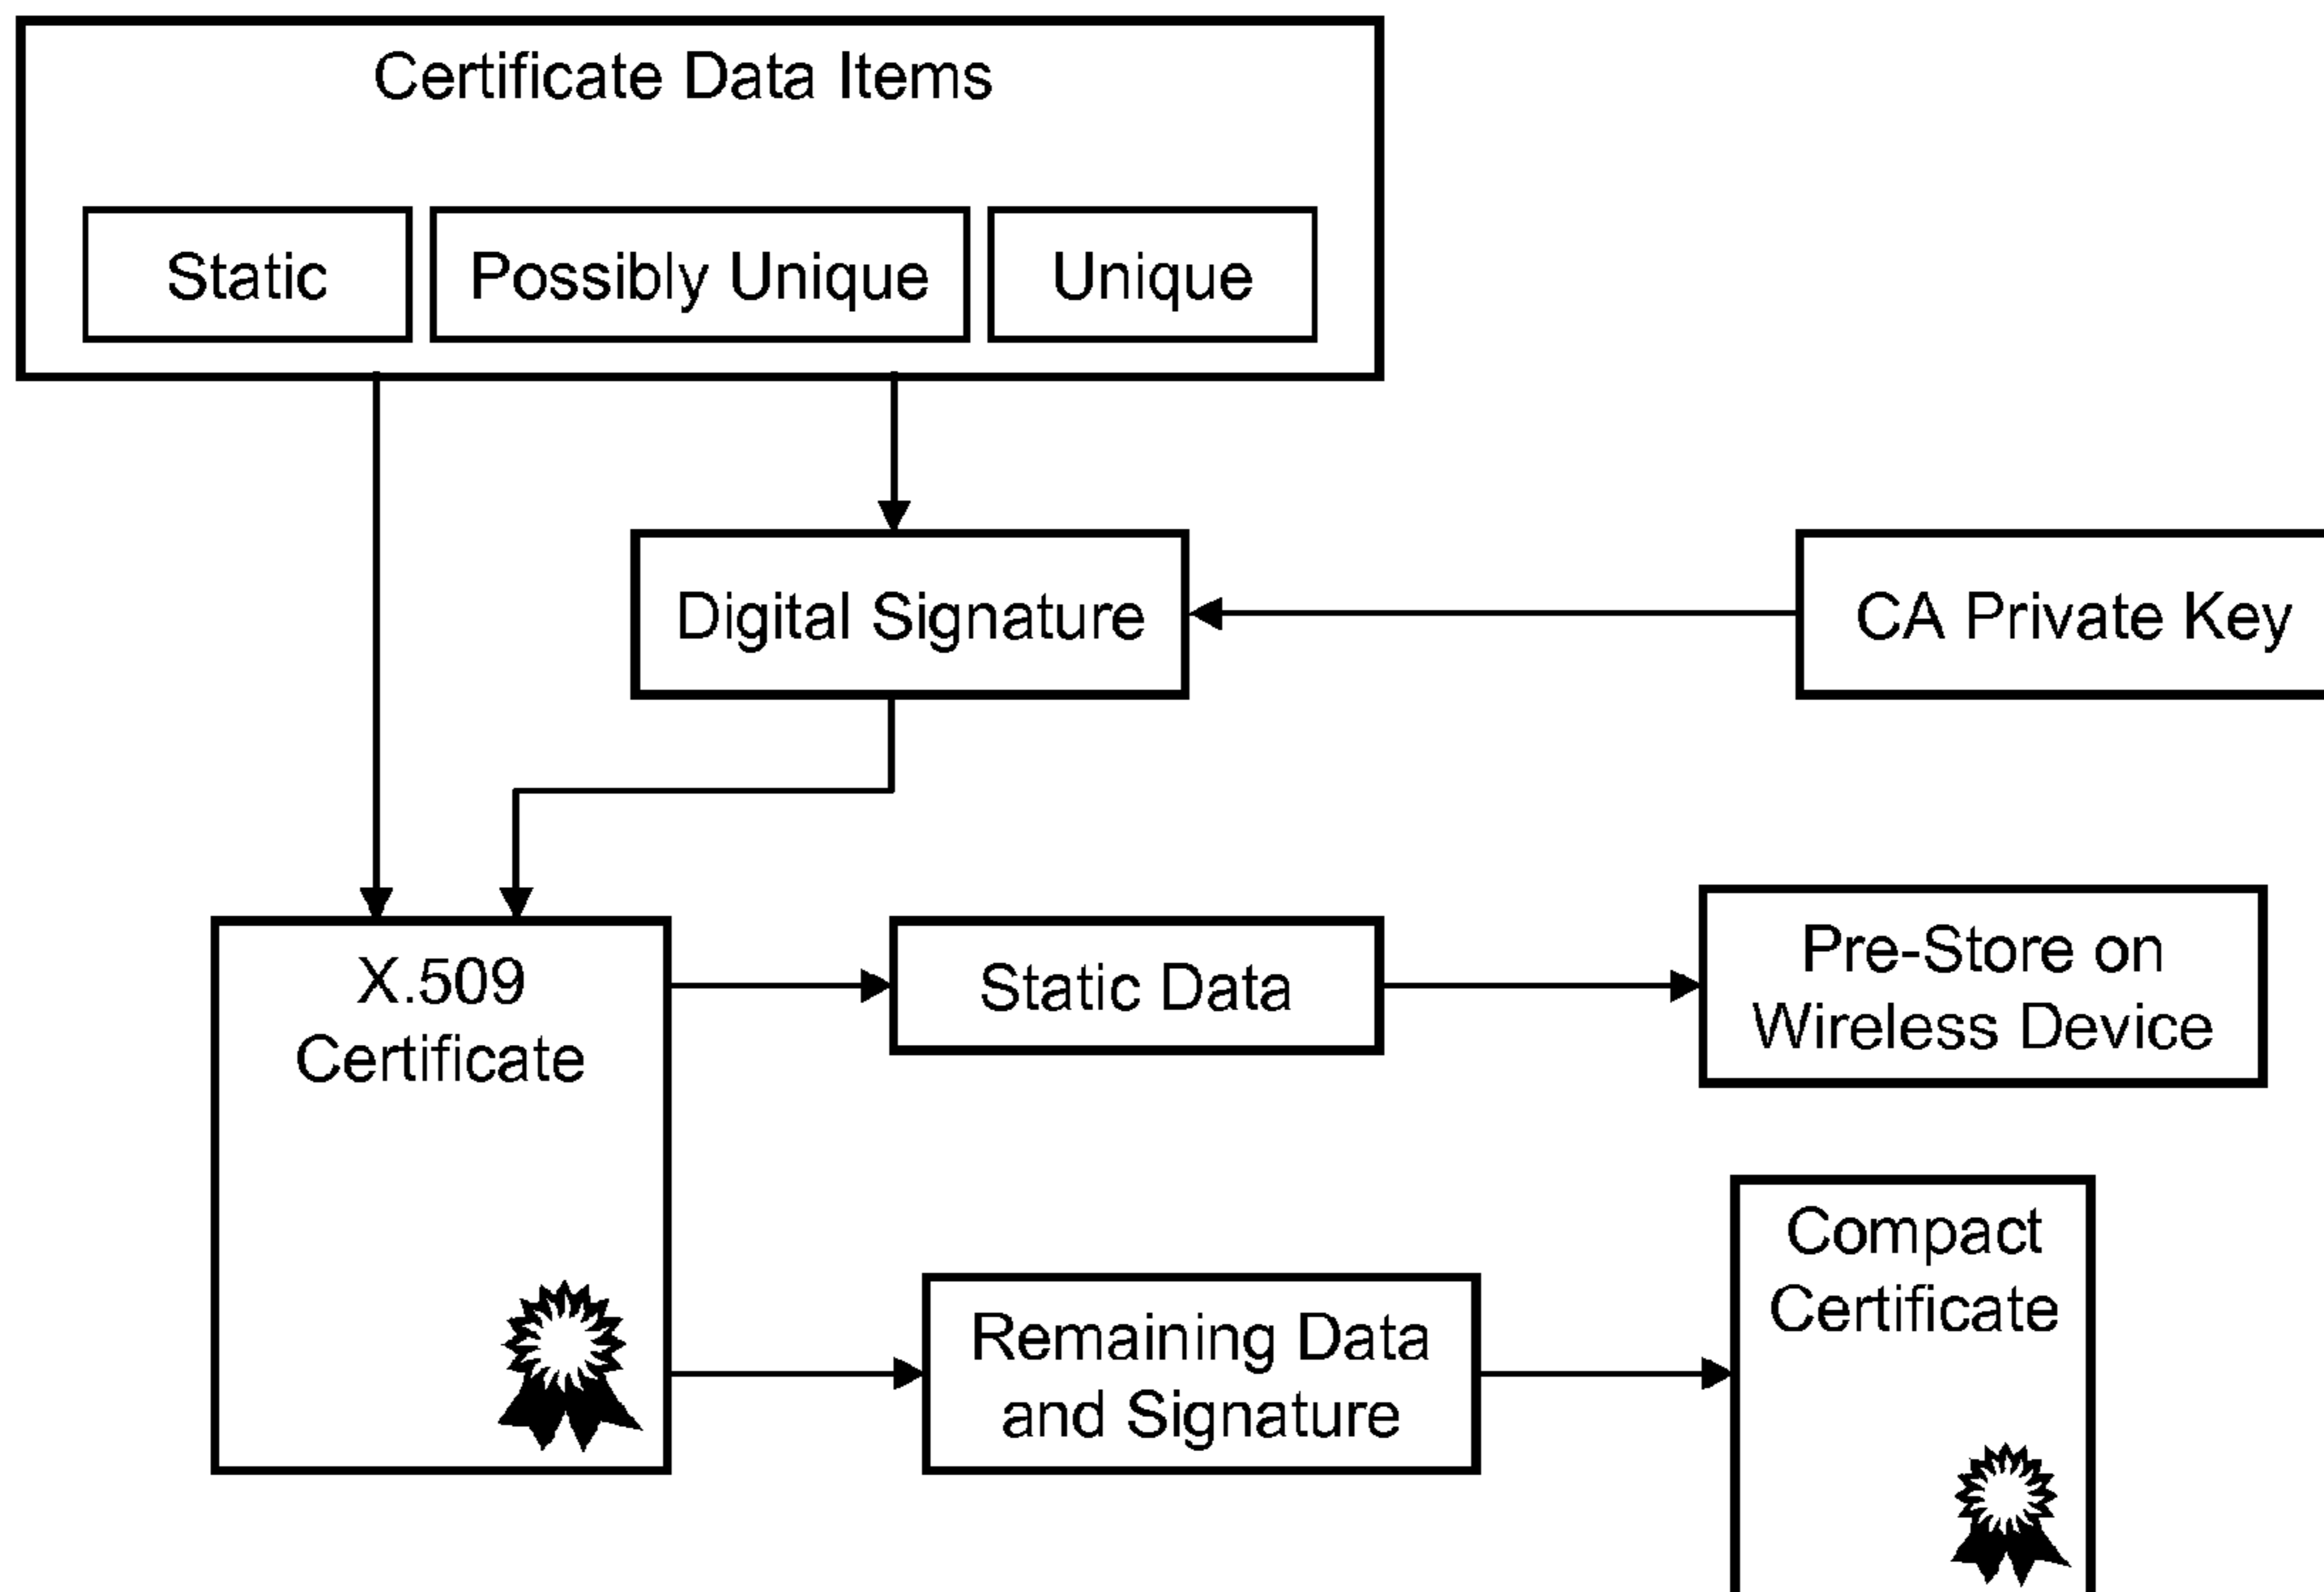 Certificate Data Items
Static
Possibly Unique
Unique
Digital Signature
CA Private Key
X.509
Certificate
Static Data
Pre-Store on
Wireless Device
Remaining Data
and Signature
Compact
Certificate